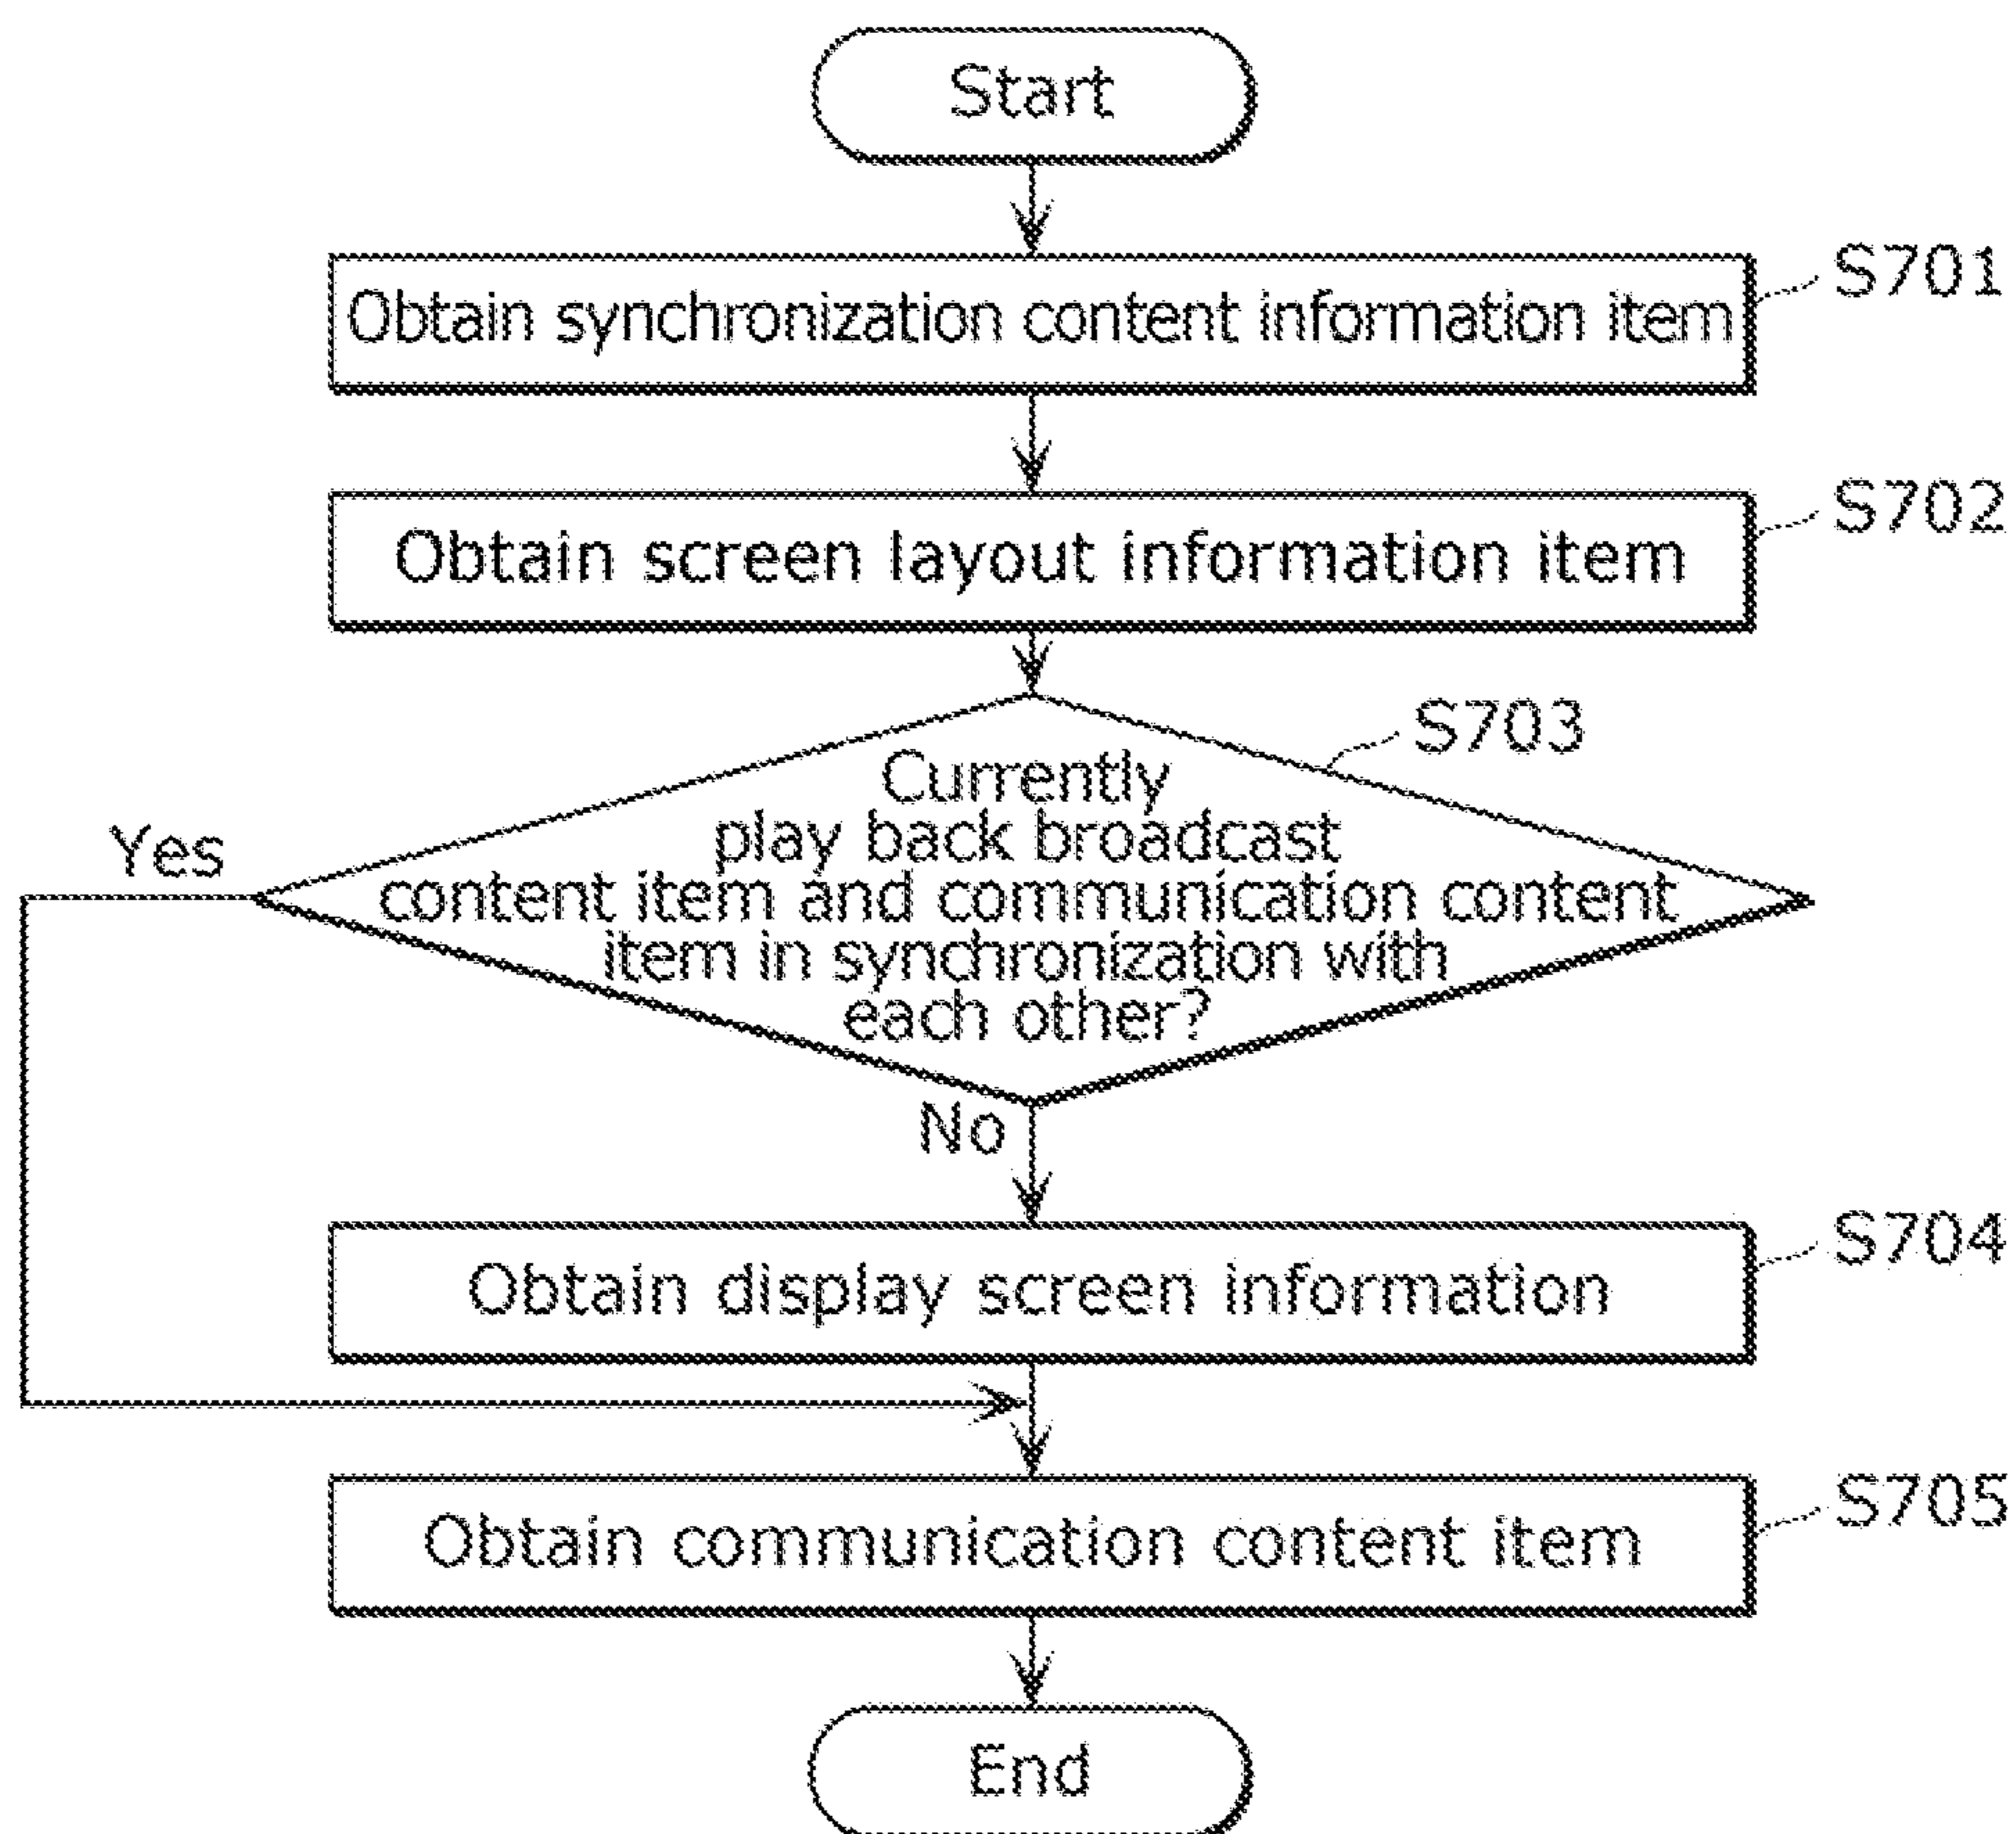 Start
Obtain synchronization content information item
S701
Obtain screen layout information item
S702
S703
Currently
play back broadcast
content item and communication content
item in synchronization with
each other?
Yes
No
Obtain display screen information
S704
Obtain communication content item
S705
End